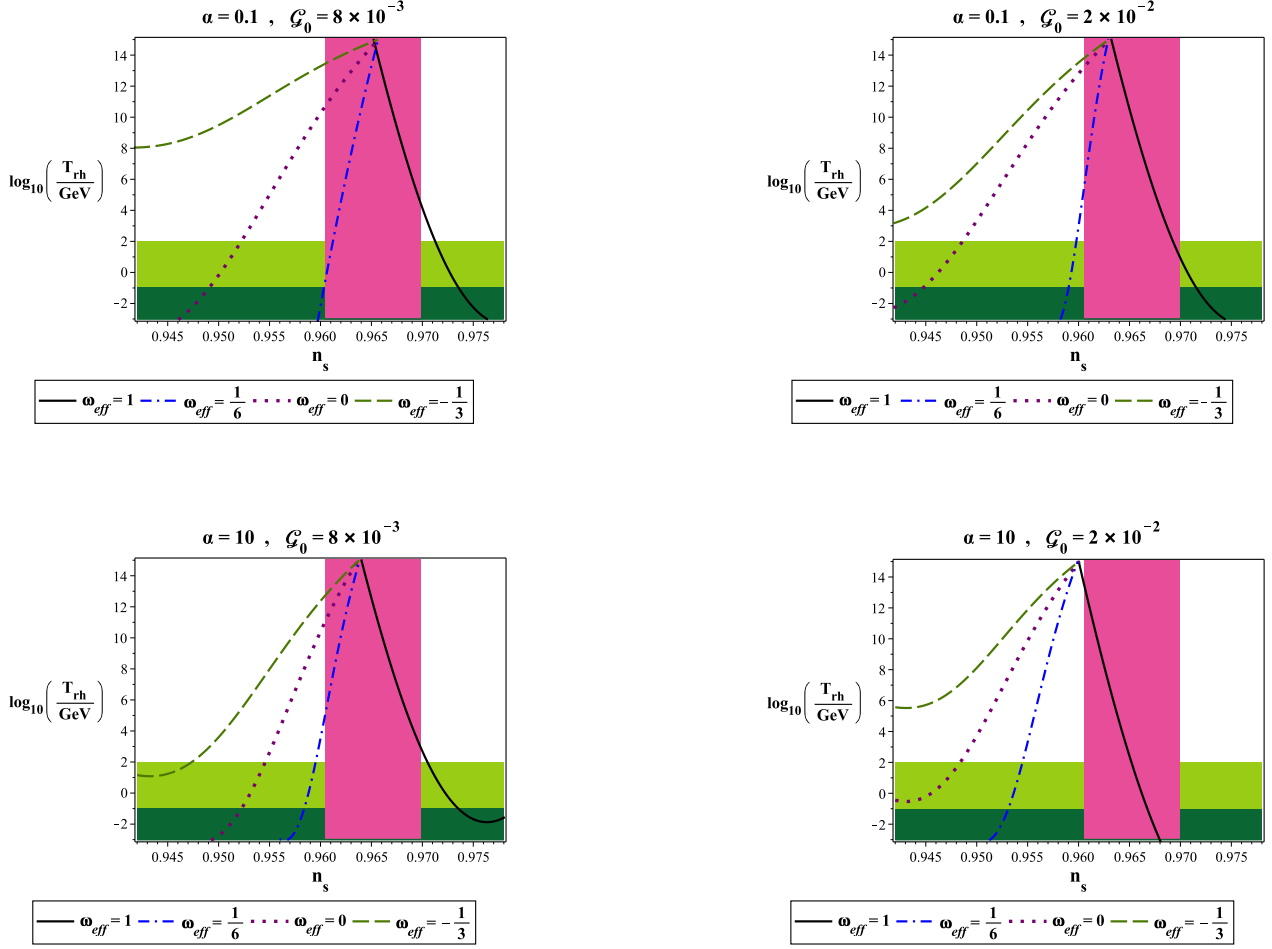 α = 0.1 , 𝒢₀ = 8 × 10⁻³
14
12
10
8
6
4
2
0
−2
log₁₀(T_rh/GeV)
0.945 0.950 0.955 0.960 0.965 0.970 0.975
n_s
ω_eff = 1 ω_eff = 1/6 ω_eff = 0 ω_eff = −1/3
α = 0.1 , 𝒢₀ = 2 × 10⁻²
14
12
10
8
6
4
2
0
−2
log₁₀(T_rh/GeV)
0.945 0.950 0.955 0.960 0.965 0.970 0.975
n_s
ω_eff = 1 ω_eff = 1/6 ω_eff = 0 ω_eff = −1/3
α = 10 , 𝒢₀ = 8 × 10⁻³
14
12
10
8
6
4
2
0
−2
log₁₀(T_rh/GeV)
0.945 0.950 0.955 0.960 0.965 0.970 0.975
n_s
ω_eff = 1 ω_eff = 1/6 ω_eff = 0 ω_eff = −1/3
α = 10 , 𝒢₀ = 2 × 10⁻²
14
12
10
8
6
4
2
0
−2
log₁₀(T_rh/GeV)
0.945 0.950 0.955 0.960 0.965 0.970 0.975
n_s
ω_eff = 1 ω_eff = 1/6 ω_eff = 0 ω_eff = −1/3